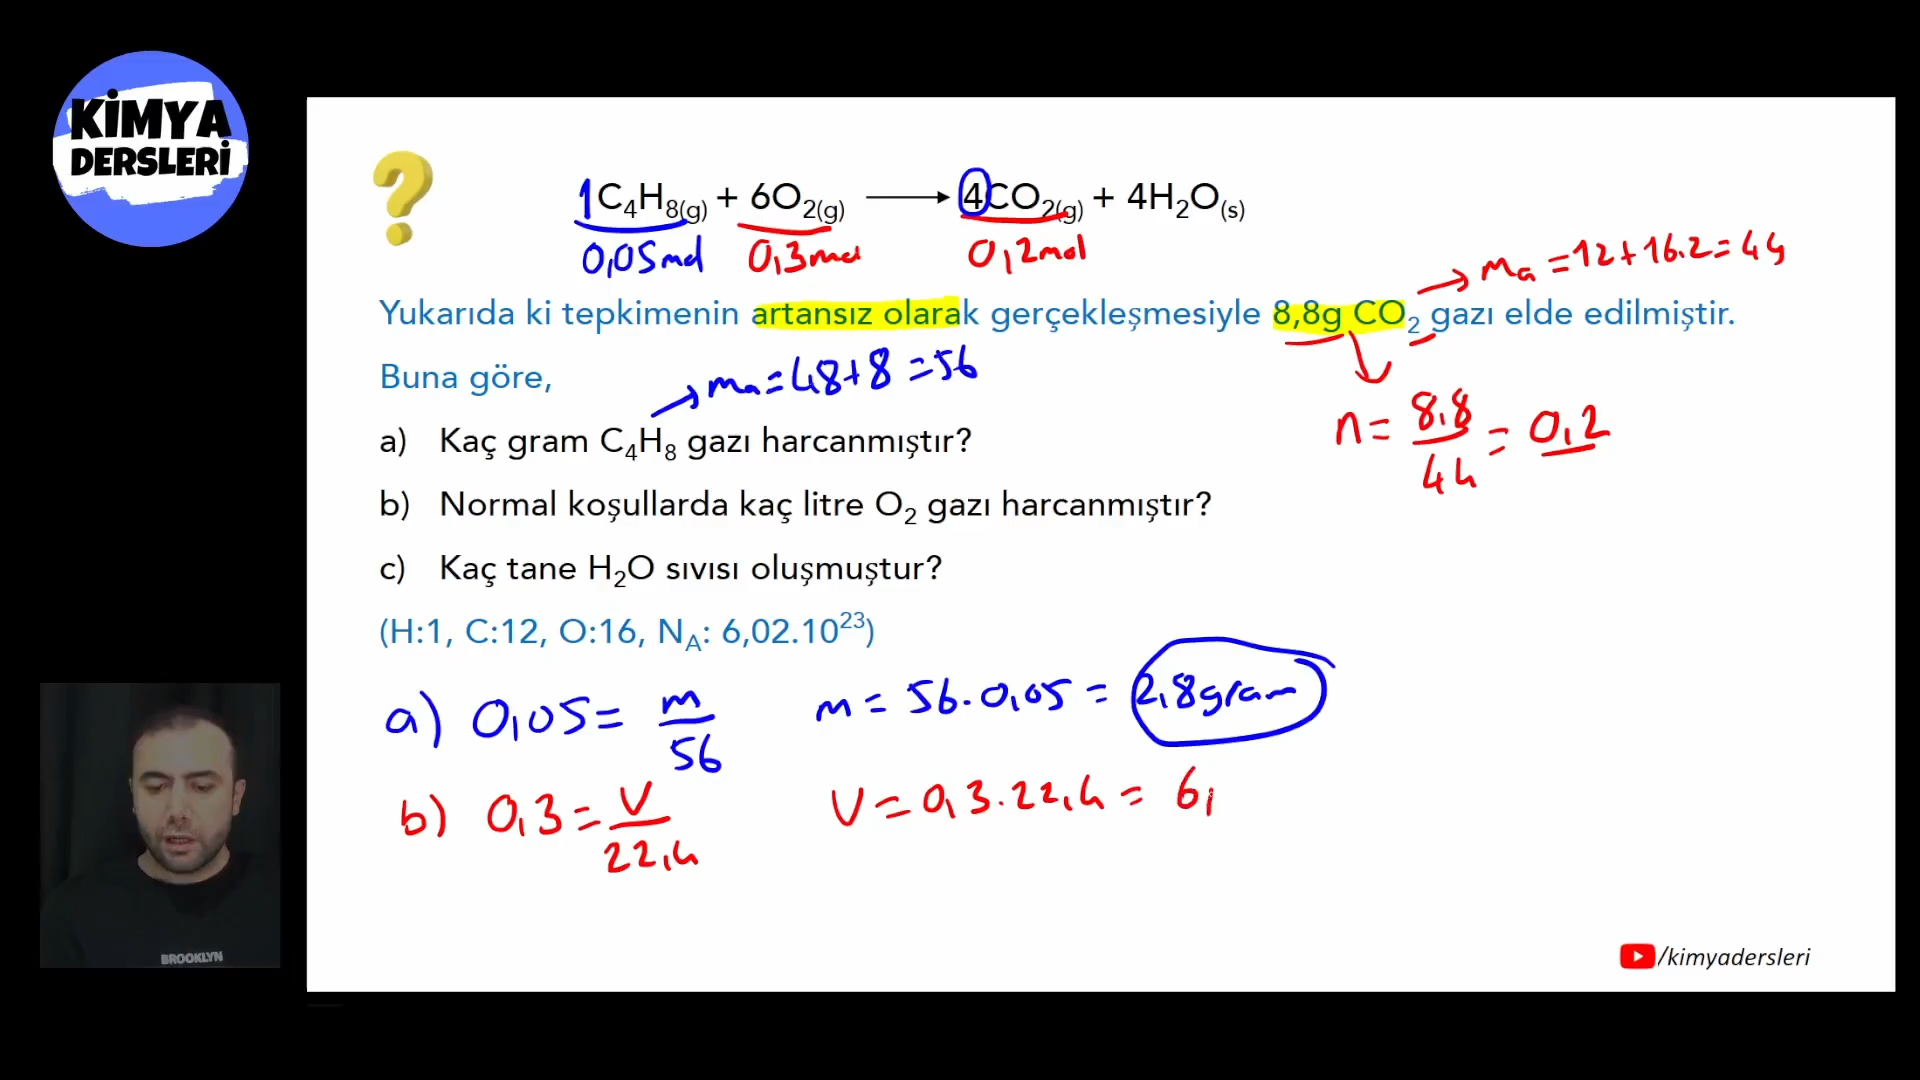 KİMYA
DERSLERİ
1C₄H₈(g) + 6O₂(g) ⟶ 4CO₂(g) + 4H₂O(s)
0,05mol 0,3mol 0,2mol
→ ma = 12+16.2=44
Yukarıda ki tepkimenin artansız olarak gerçekleşmesiyle 8,8g CO₂ gazı elde edilmiştir.
Buna göre,
→ ma = 48+8 = 56
n = 8,8/44 = 0,2
a) Kaç gram C₄H₈ gazı harcanmıştır?
b) Normal koşullarda kaç litre O₂ gazı harcanmıştır?
c) Kaç tane H₂O sıvısı oluşmuştur?
(H:1, C:12, O:16, N_A: 6,02.10²³)
a) 0,05 = m/56 m = 56.0,05 = 2,8gram
b) 0,3 = V/22,4 V = 0,3.22,4 = 6,
BROOKLYN
/kimyadersleri